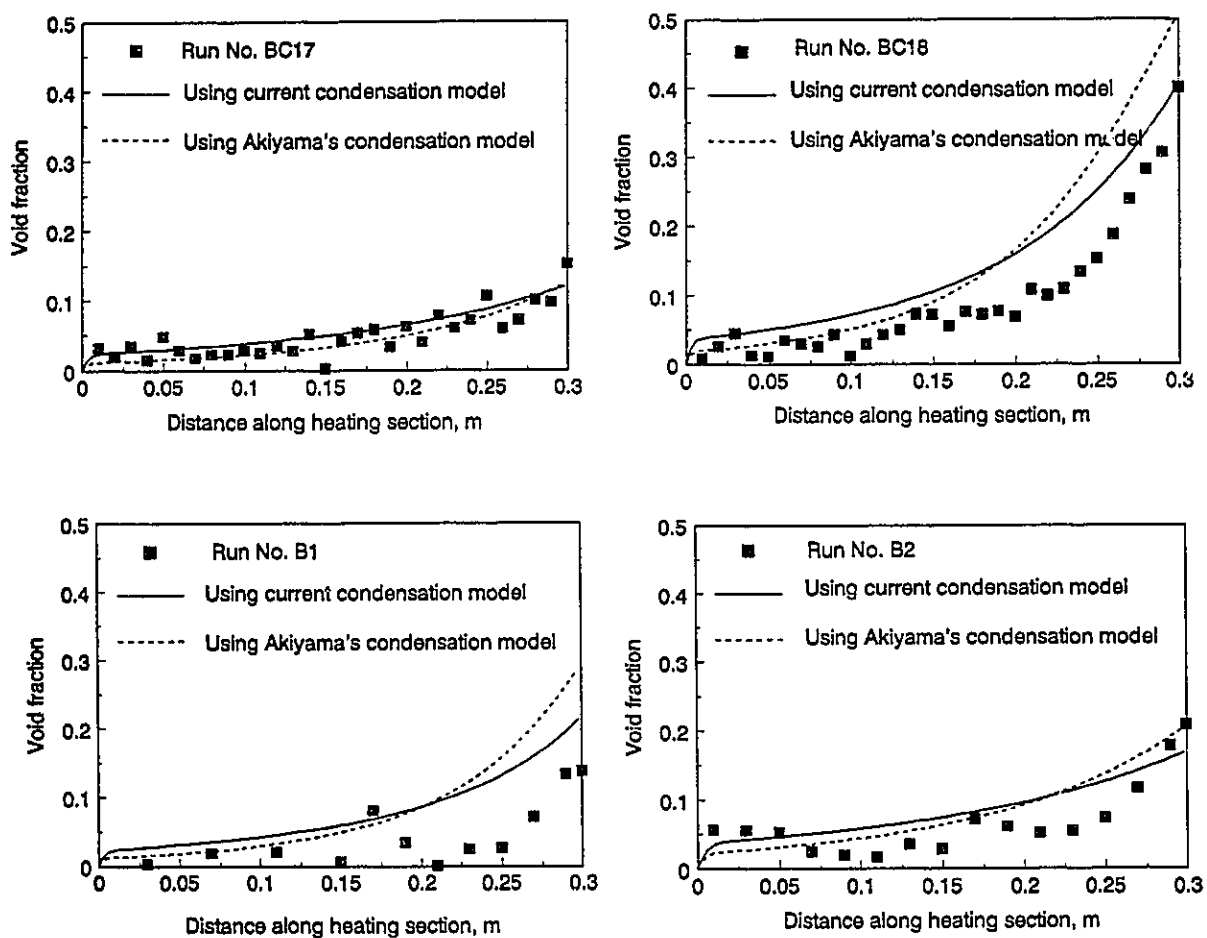 0.5
0.4
0.3
0.2
0.1
0
Void fraction
Run No. BC17
Using current condensation model
Using Akiyama's condensation model
0 0.05 0.1 0.15 0.2 0.25 0.3
Distance along heating section, m
0.5
0.4
0.3
0.2
0.1
0
Void fraction
Run No. BC18
Using current condensation model
Using Akiyama's condensation model
0 0.05 0.1 0.15 0.2 0.25 0.3
Distance along heating section, m
0.5
0.4
0.3
0.2
0.1
0
Void fraction
Run No. B1
Using current condensation model
Using Akiyama's condensation model
0 0.05 0.1 0.15 0.2 0.25 0.3
Distance along heating section, m
0.5
0.4
0.3
0.2
0.1
0
Void fraction
Run No. B2
Using current condensation model
Using Akiyama's condensation model
0 0.05 0.1 0.15 0.2 0.25 0.3
Distance along heating section, m